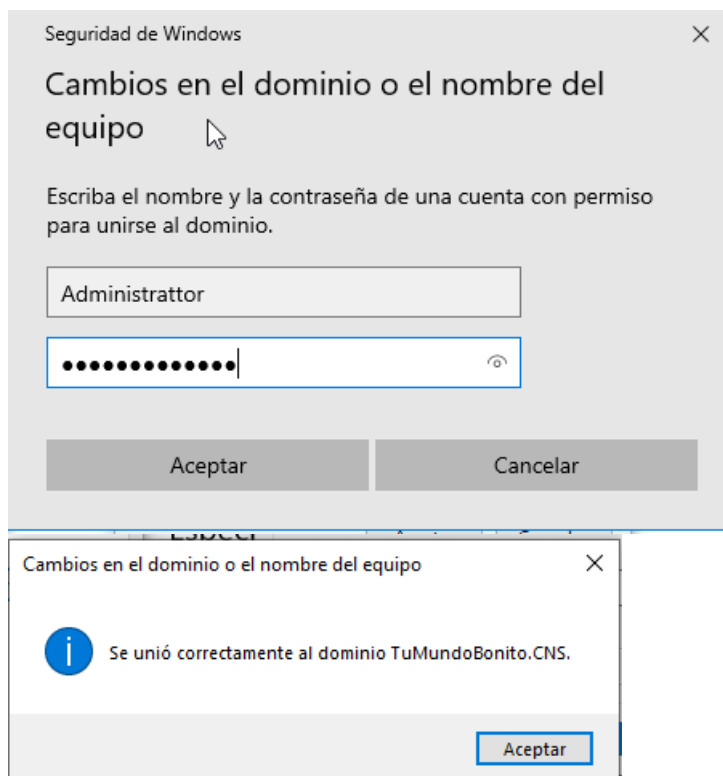 Seguridad de Windows
Cambios en el dominio o el nombre del
equipo
Escriba el nombre y la contraseña de una cuenta con permiso
para unirse al dominio.
Administrattor
●●●●●●●●●●●●●
Aceptar Cancelar
Cambios en el dominio o el nombre del equipo
Se unió correctamente al dominio TuMundoBonito.CNS.
Aceptar